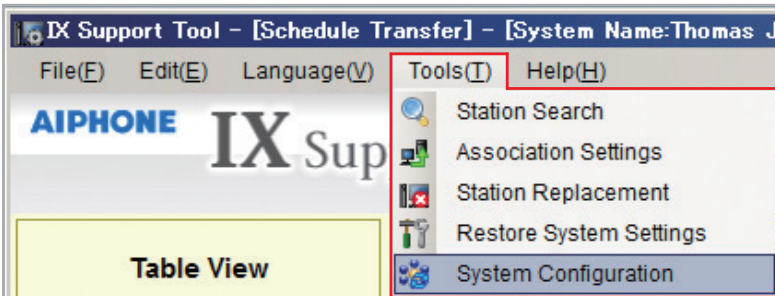 IX Support Tool - [Schedule Transfer] - [System Name:Thomas J
File(F) Edit(E) Language(V) Tools(T) Help(H)
AIPHONE IX Sup
Station Search
Association Settings
Station Replacement
Restore System Settings
System Configuration
Table View